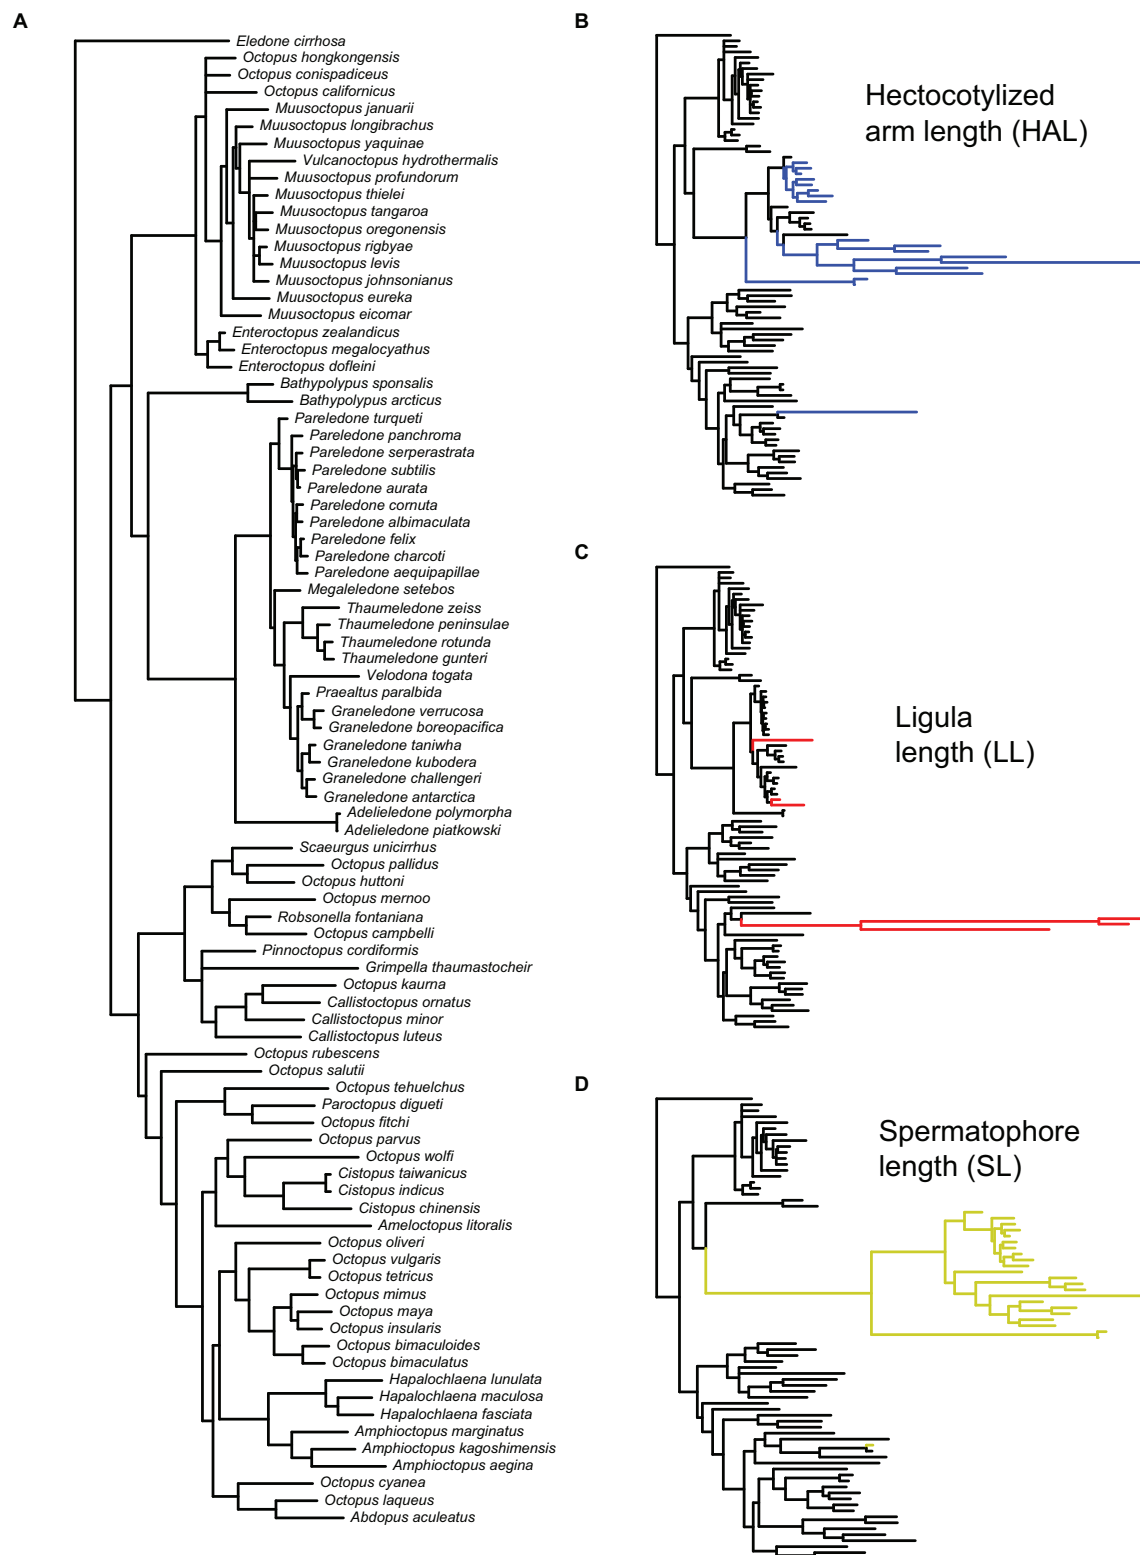 A
Eledone cirrhosa
Octopus hongkongensis
Octopus conispadiceus
Octopus californicus
Muusoctopus januarii
Muusoctopus longibrachus
Muusoctopus yaquinae
Vulcanoctopus hydrothermalis
Muusoctopus profundorum
Muusoctopus thielei
Muusoctopus tangaroa
Muusoctopus oregonensis
Muusoctopus rigbyae
Muusoctopus levis
Muusoctopus johnsonianus
Muusoctopus eureka
Muusoctopus eicomar
Enteroctopus zealandicus
Enteroctopus megalocyathus
Enteroctopus dofleini
Bathypolypus sponsalis
Bathypolypus arcticus
Pareledone turqueti
Pareledone panchroma
Pareledone serperastrata
Pareledone subtilis
Pareledone aurata
Pareledone cornuta
Pareledone albimaculata
Pareledone felix
Pareledone charcoti
Pareledone aequipapillae
Megaleledone setebos
Thaumeledone zeiss
Thaumeledone peninsulae
Thaumeledone rotunda
Thaumeledone gunteri
Velodona togata
Praealtus paralbida
Graneledone verrucosa
Graneledone boreopacifica
Graneledone taniwha
Graneledone kubodera
Graneledone challengeri
Graneledone antarctica
Adelieledone polymorpha
Adelieledone piatkowski
Scaeurgus unicirrhus
Octopus pallidus
Octopus huttoni
Octopus mernoo
Robsonella fontaniana
Octopus campbelli
Pinnoctopus cordiformis
Grimpella thaumastocheir
Octopus kaurna
Callistoctopus ornatus
Callistoctopus minor
Callistoctopus luteus
Octopus rubescens
Octopus salutii
Octopus tehuelchus
Paroctopus digueti
Octopus fitchi
Octopus parvus
Octopus wolfi
Cistopus taiwanicus
Cistopus indicus
Cistopus chinensis
Ameloctopus litoralis
Octopus oliveri
Octopus vulgaris
Octopus tetricus
Octopus mimus
Octopus maya
Octopus insularis
Octopus bimaculoides
Octopus bimaculatus
Hapalochlaena lunulata
Hapalochlaena maculosa
Hapalochlaena fasciata
Amphioctopus marginatus
Amphioctopus kagoshimensis
Amphioctopus aegina
Octopus cyanea
Octopus laqueus
Abdopus aculeatus
B
Hectocotylized
arm length (HAL)
C
Ligula
length (LL)
D
Spermatophore
length (SL)